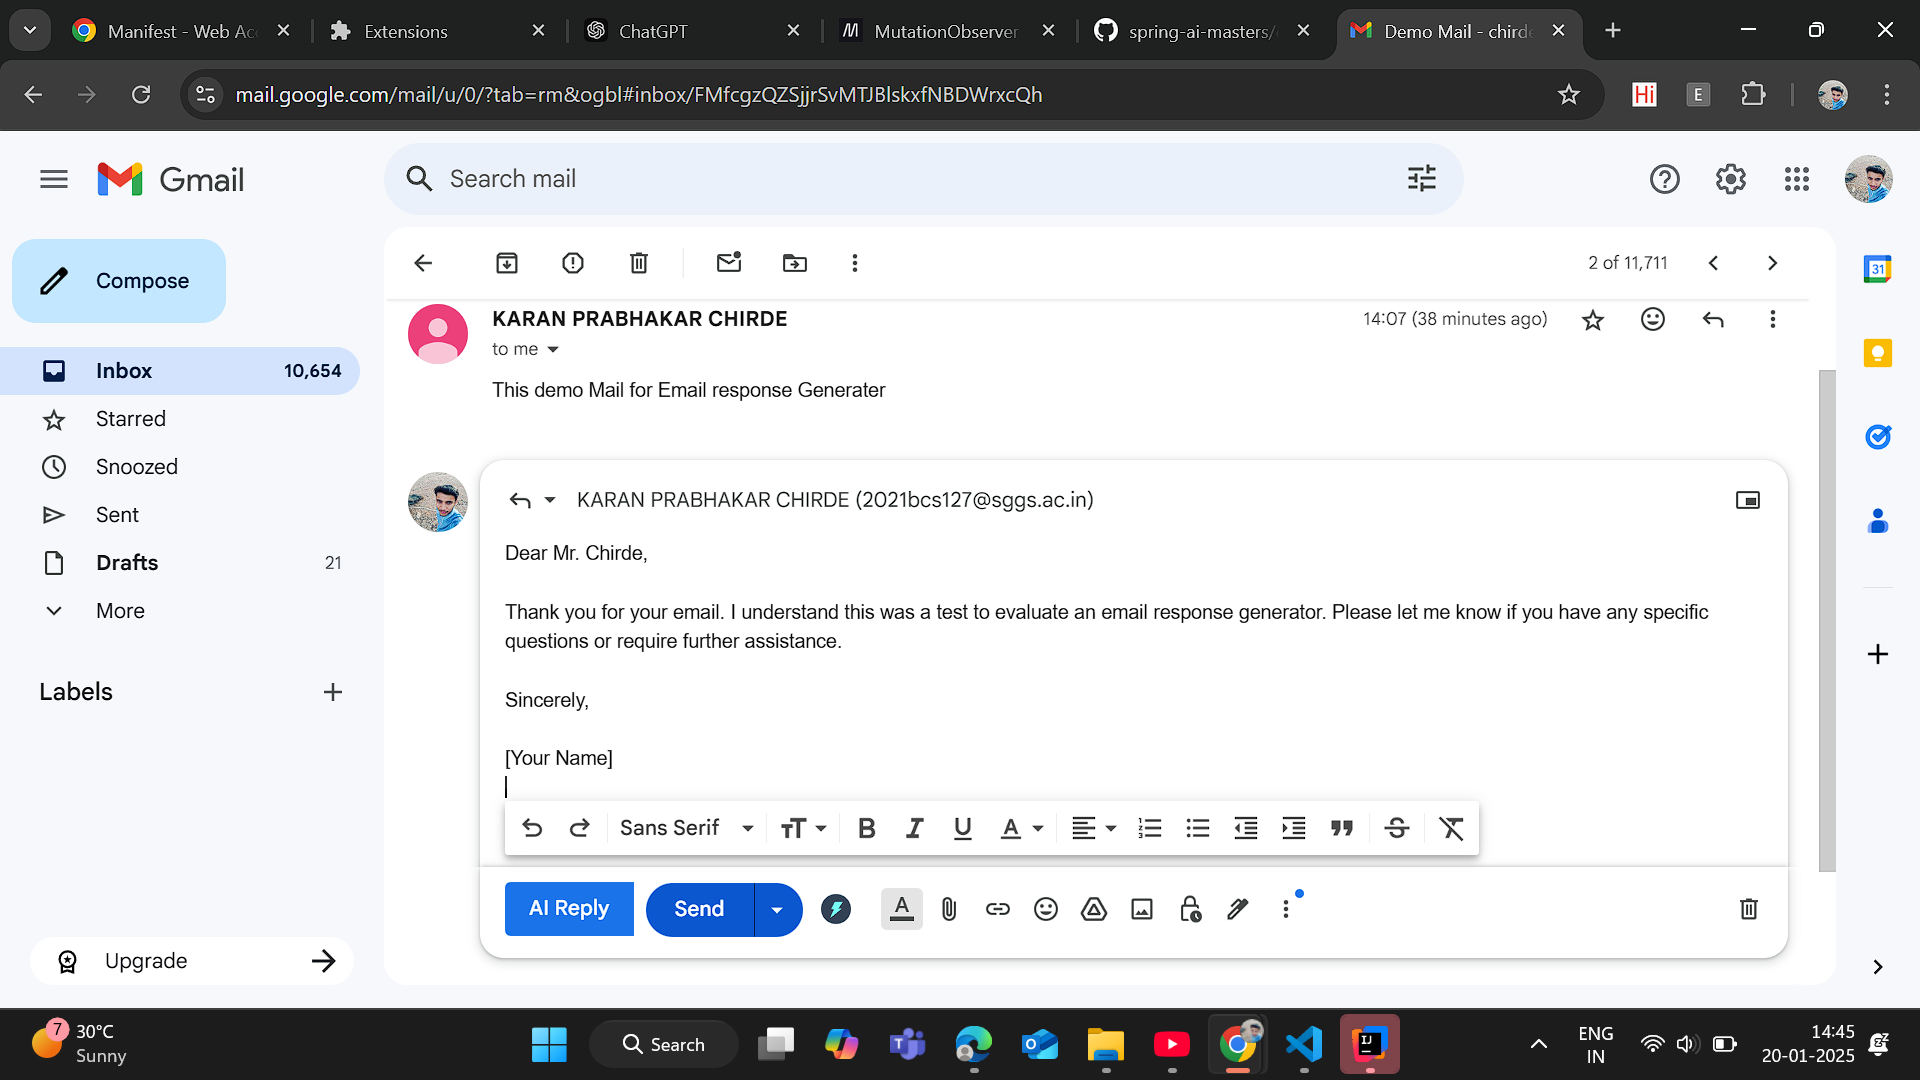 Manifest - Web Ac
Extensions
ChatGPT
MutationObserver
spring-ai-masters/
Demo Mail - chirde
mail.google.com/mail/u/0/?tab=rm&ogbl#inbox/FMfcgzQZSjjrSvMTJBlskxfNBDWrxcQh
Hi
E
Gmail
Search mail
Compose
2 of 11,711
31
KARAN PRABHAKAR CHIRDE
14:07 (38 minutes ago)
to me
This demo Mail for Email response Generater
Inbox
10,654
Starred
Snoozed
Sent
Drafts
21
More
Labels
KARAN PRABHAKAR CHIRDE (2021bcs127@sggs.ac.in)
Dear Mr. Chirde,
Thank you for your email. I understand this was a test to evaluate an email response generator. Please let me know if you have any specific
questions or require further assistance.
Sincerely,
[Your Name]
Sans Serif
AI Reply
Send
Upgrade
7
30°C
Sunny
Search
ENG
IN
14:45
20-01-2025